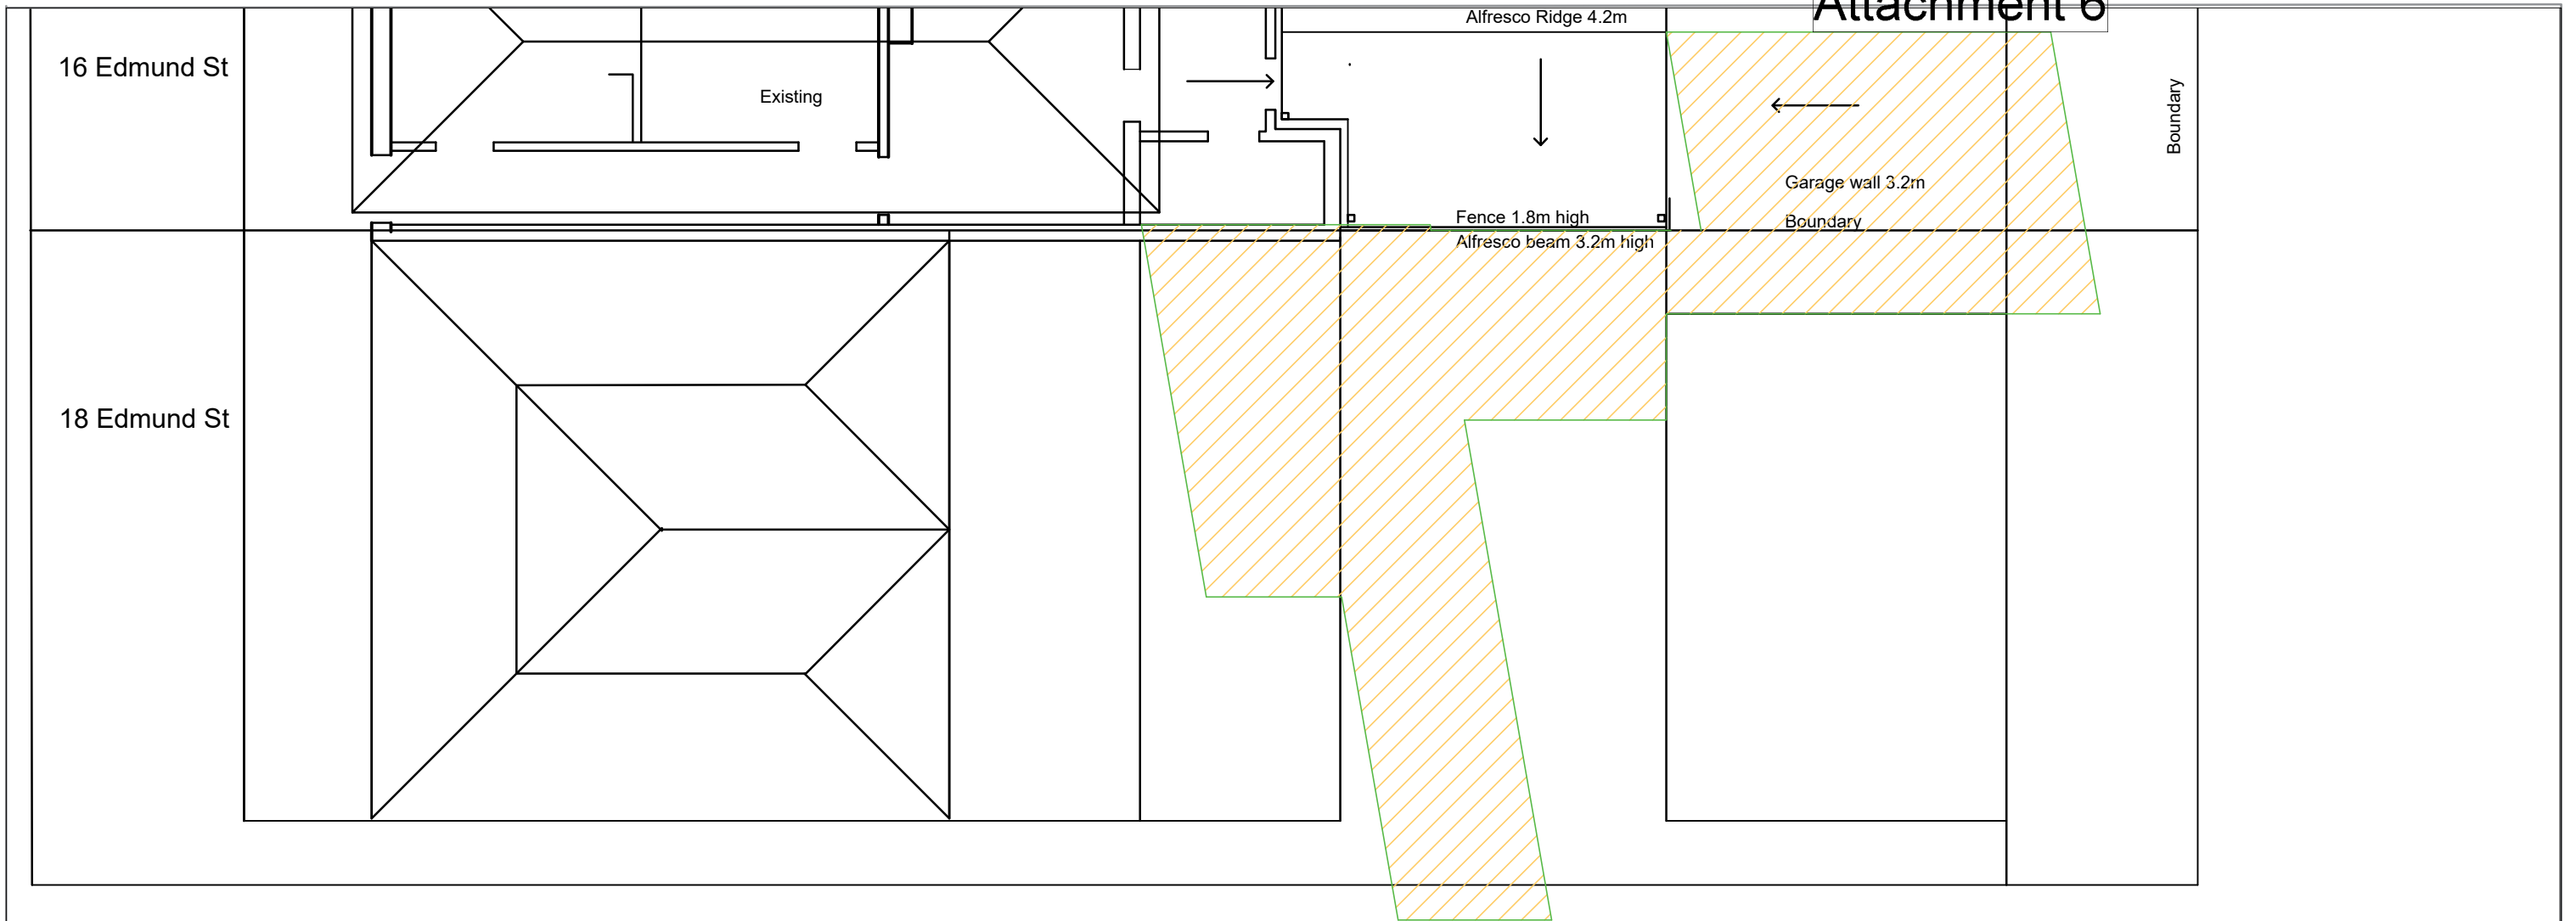 Attachment 6
Alfresco Ridge 4.2m
16 Edmund St
Existing
Boundary
Garage wall 3.2m
Fence 1.8m high
Boundary
Alfresco beam 3.2m high
18 Edmund St